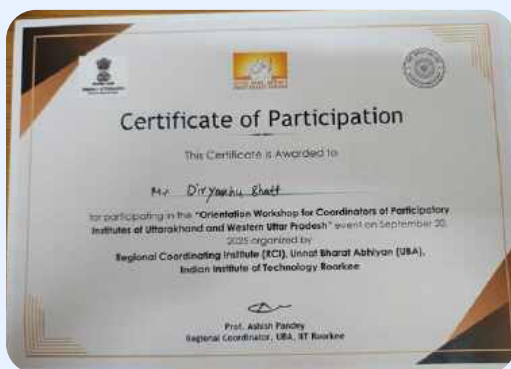 Certificate of Participation
This Certificate is Awarded to
Mr Divyanshu Bhatt
for participating in the "Orientation Workshop for Coordinators of Participatory
Institutes of Uttarakhand and Western Uttar Pradesh" event on September 20,
2025 organized by
Regional Coordinating Institute (RCI), Unnat Bharat Abhiyan (UBA),
Indian Institute of Technology Roorkee
Prof. Ashish Pandey
Regional Coordinator, UBA, IIT Roorkee